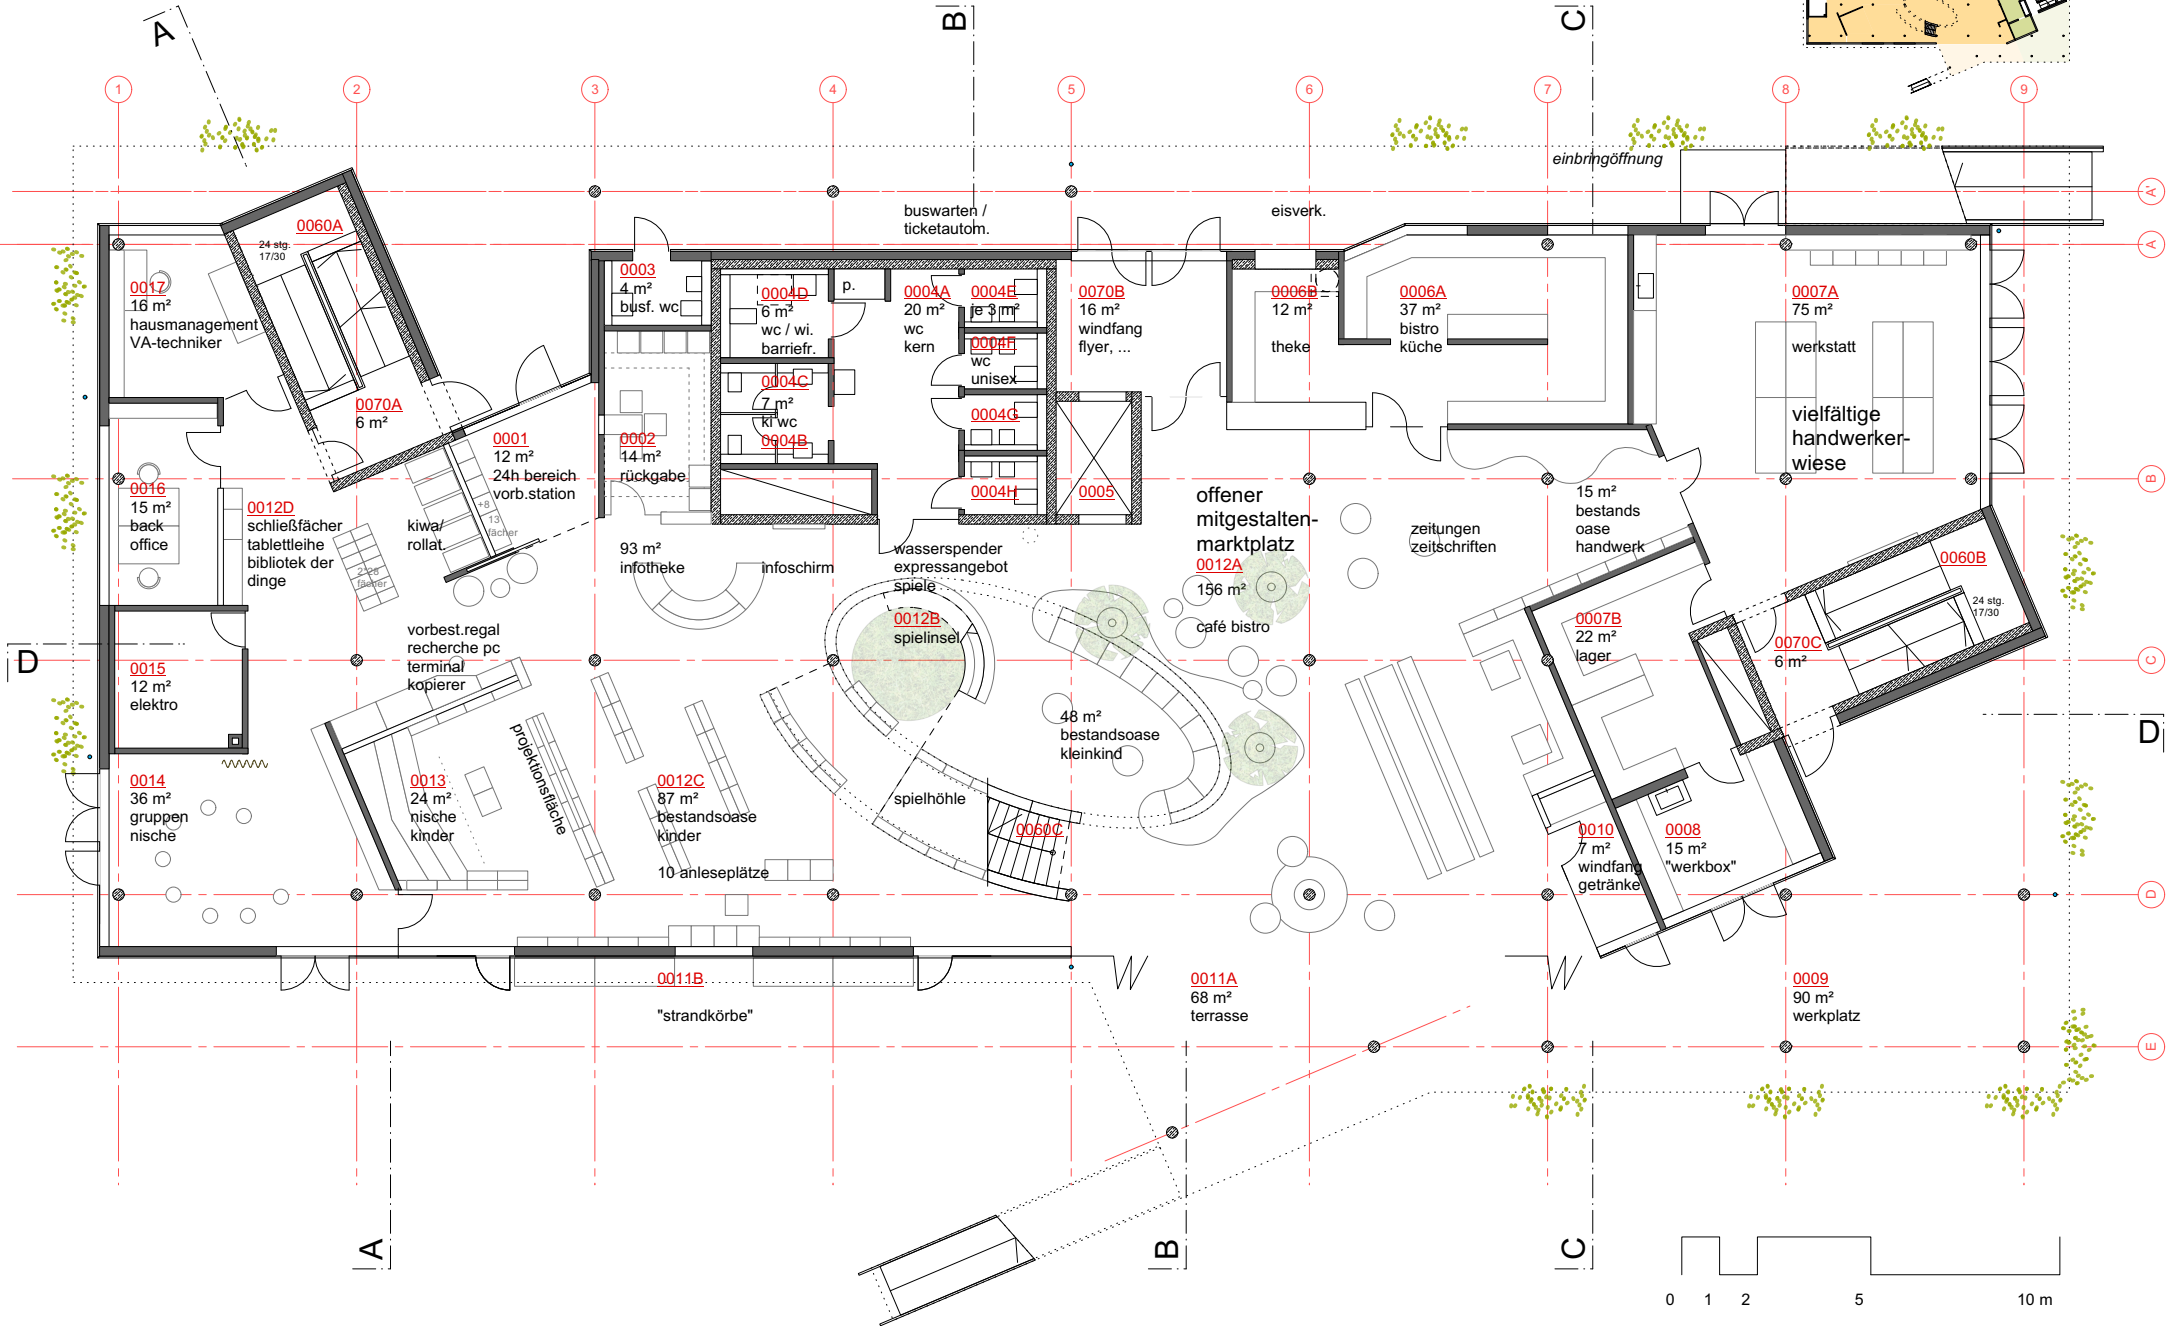 A
B
C
1
2
3
4
5
6
7
8
9
einbringöffnung
A'
buswarten /
ticketautom.
eisverk.
0060A
24 stg.
17/30
A
0017
16 m²
hausmanagement
VA-techniker
0003
4 m²
busf. wc
0004D
6 m²
wc / wi.
barriefr.
p.
0004A
20 m²
wc
kern
0004E
je 3 m²
0004F
wc
unisex
0070B
16 m²
windfang
flyer, ...
0006B
12 m²
theke
0006A
37 m²
bistro
küche
0007A
75 m²
werkstatt
0070A
6 m²
0004C
7 m²
ki wc
0004B
0004G
vielfältige
handwerker-
wiese
0001
12 m²
24h bereich
vorb.station
0002
14 m²
rückgabe
0004H
0005
B
0016
15 m²
back
office
0012D
schließfächer
tablettleihe
bibliotek der
dinge
kiwa/
rollat.
+8
13
fächer
2*28
fächer
offener
mitgestalten-
marktplatz
0012A
156 m²
café bistro
zeitungen
zeitschriften
15 m²
bestands
oase
handwerk
93 m²
infotheke
infoschirm
wasserspender
expressangebot
spiele
0012B
spielinsel
0060B
24 stg.
17/30
0007B
22 m²
lager
0070C
6 m²
D
C
0015
12 m²
elektro
vorbest.regal
recherche pc
terminal
kopierer
48 m²
bestandsoase
kleinkind
D
projektionsfläche
0014
36 m²
gruppen
nische
0013
24 m²
nische
kinder
0012C
87 m²
bestandsoase
kinder
10 anleseplätze
spielhöhle
0060C
0010
7 m²
windfang
getränke
0008
15 m²
"werkbox"
D
0011B
"strandkörbe"
0011A
68 m²
terrasse
0009
90 m²
werkplatz
E
A
B
C
0
1
2
5
10 m